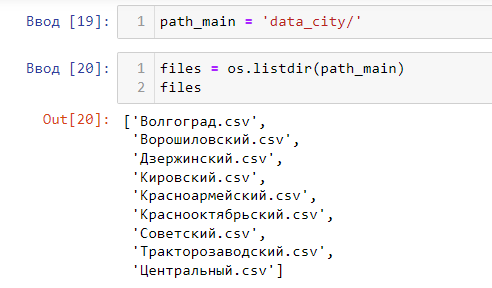 Ввод [19]: 1 path_main = 'data_city/'
Ввод [20]: 1 files = os.listdir(path_main)
2 files
Out[20]: ['Волгоград.csv',
'Ворошиловский.csv',
'Дзержинский.csv',
'Кировский.csv',
'Красноармейский.csv',
'Краснооктябрьский.csv',
'Советский.csv',
'Тракторозаводский.csv',
'Центральный.csv']